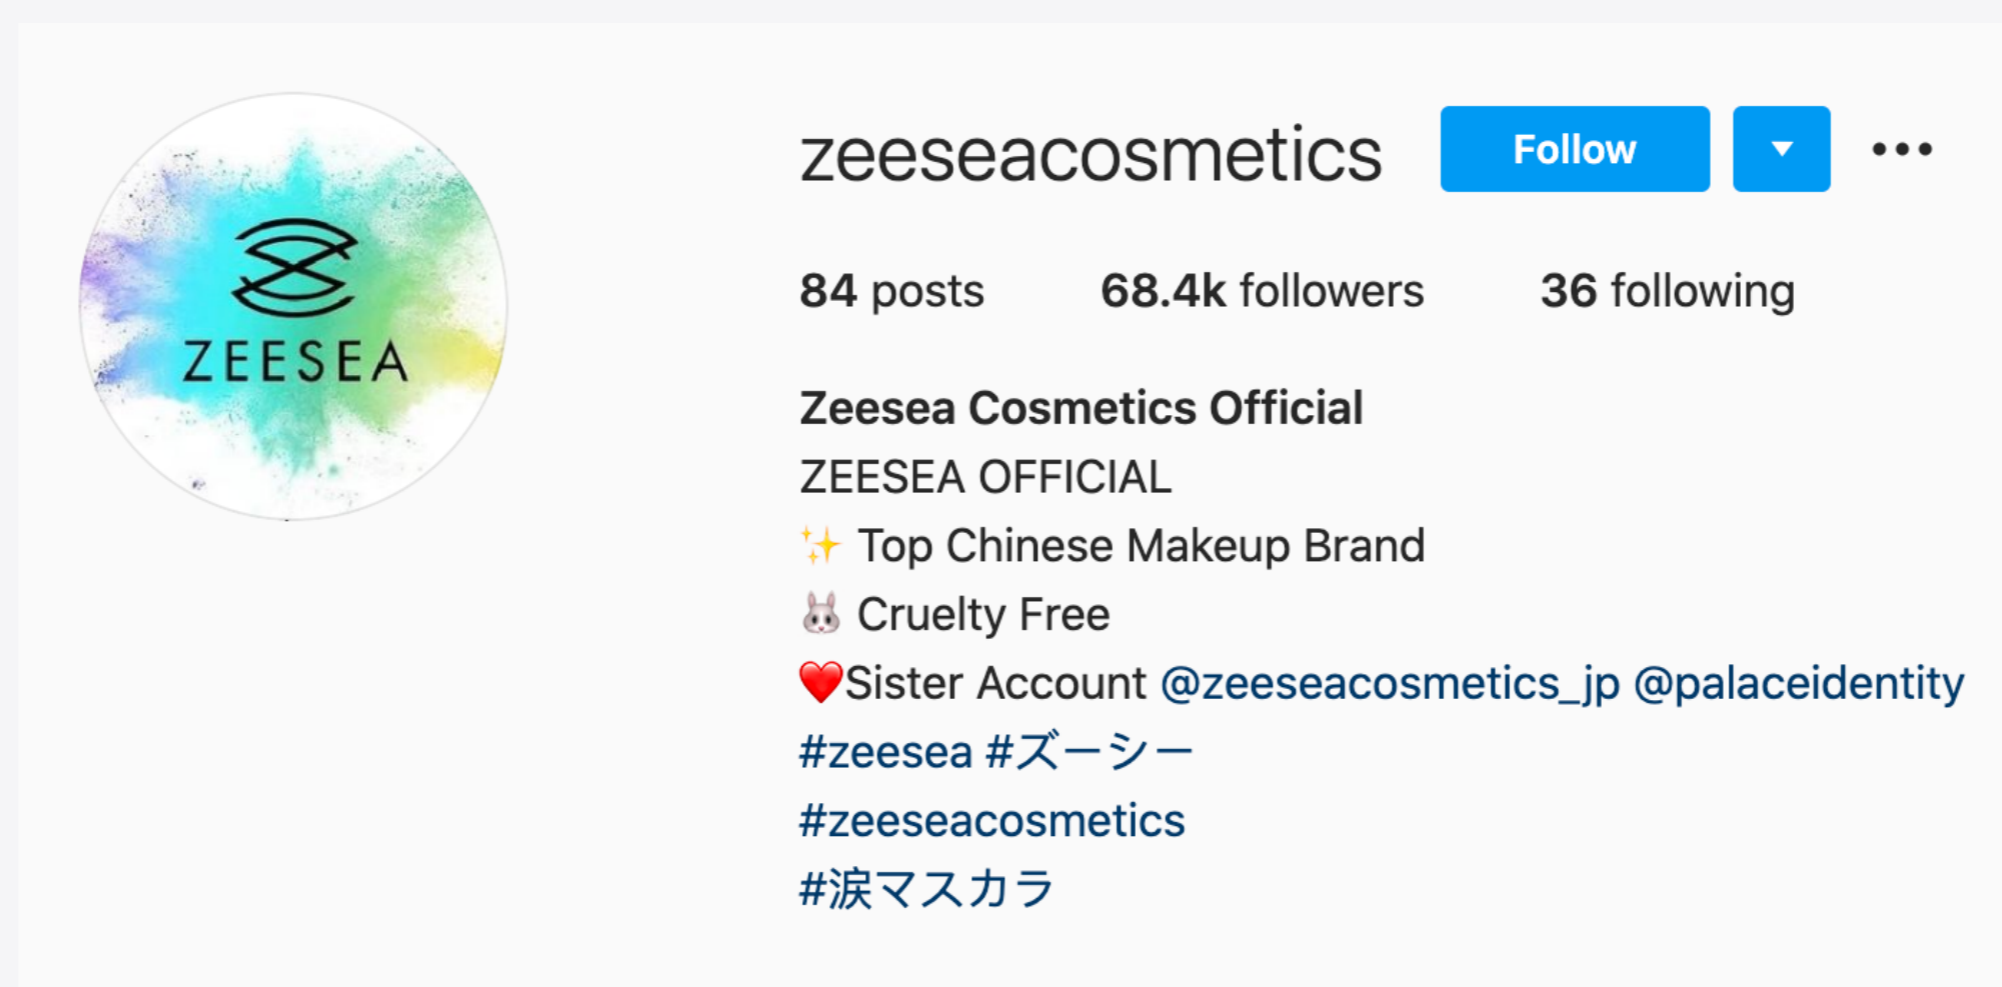 ZEESEA
zeeseacosmetics Follow
84 posts 68.4k followers 36 following
Zeesea Cosmetics Official
ZEESEA OFFICIAL
✨ Top Chinese Makeup Brand
🐰 Cruelty Free
❤️Sister Account @zeeseacosmetics_jp @palaceidentity
#zeesea #ズーシー
#zeeseacosmetics
#涙マスカラ